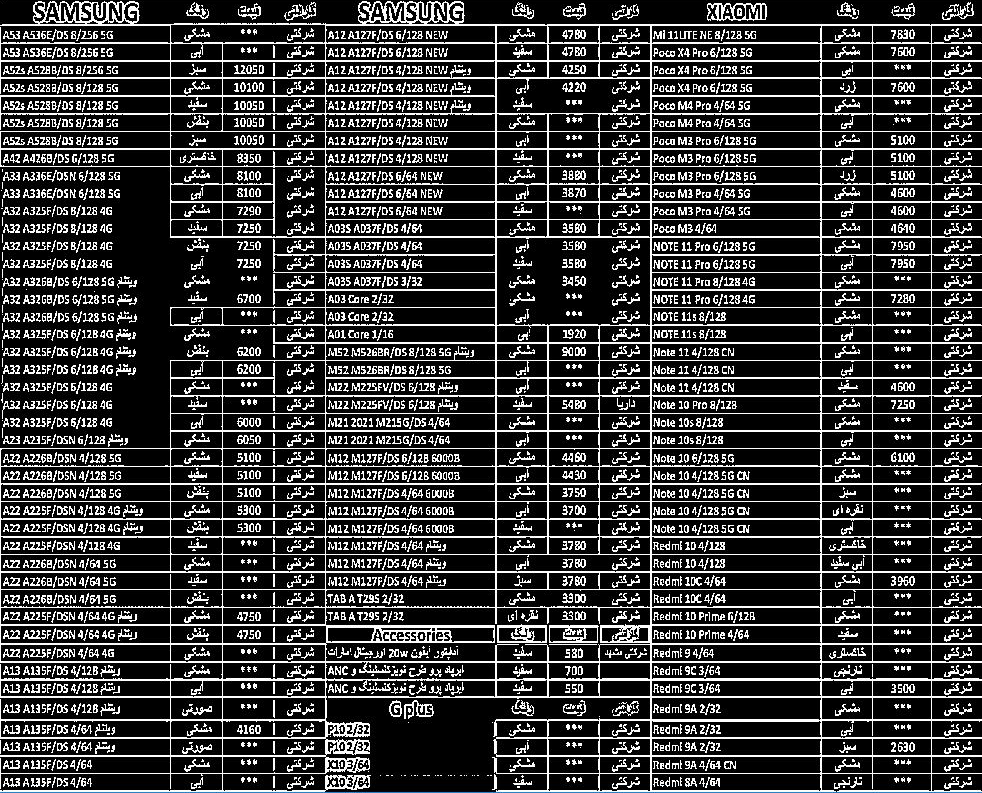 SAMSUNG رنگ قیمت گارانتی
A53 A536E/DS 8/256 5G مشکی *** شرکتی
A53 A536E/DS 8/256 5G آبی *** شرکتی
A52s A528B/DS 8/256 5G سبز 12050 شرکتی
A52s A528B/DS 8/128 5G مشکی 10100 شرکتی
A52s A528B/DS 8/128 5G سفید 10050 شرکتی
A52s A528B/DS 8/128 5G بنفش 10050 شرکتی
A52s A528B/DS 8/128 5G سبز 10050 شرکتی
A42 A426B/DS 6/128 5G خاکستری 8350 شرکتی
A33 A336E/DSN 6/128 5G مشکی 8100 شرکتی
A33 A336E/DSN 6/128 5G آبی 8100 شرکتی
A32 A325F/DS 8/128 4G مشکی 7290 شرکتی
A32 A325F/DS 8/128 4G سفید 7250 شرکتی
A32 A325F/DS 8/128 4G بنفش 7250 شرکتی
A32 A325F/DS 8/128 4G آبی 7250 شرکتی
A32 A326B/DS 6/128 5G ویتنام مشکی *** شرکتی
A32 A326B/DS 6/128 5G ویتنام سفید 6700 شرکتی
A32 A326B/DS 6/128 5G ویتنام آبی *** شرکتی
A32 A325F/DS 6/128 4G ویتنام مشکی *** شرکتی
A32 A325F/DS 6/128 4G ویتنام بنفش 6200 شرکتی
A32 A325F/DS 6/128 4G ویتنام آبی 6200 شرکتی
A32 A325F/DS 6/128 4G مشکی *** شرکتی
A32 A325F/DS 6/128 4G سفید *** شرکتی
A32 A325F/DS 6/128 4G آبی 6000 شرکتی
A23 A235F/DSN 6/128 ویتنام مشکی 6050 شرکتی
A22 A226B/DSN 4/128 5G مشکی 5100 شرکتی
A22 A226B/DSN 4/128 5G سفید 5100 شرکتی
A22 A226B/DSN 4/128 5G بنفش 5100 شرکتی
A22 A225F/DSN 4/128 4G ویتنام مشکی 5300 شرکتی
A22 A225F/DSN 4/128 4G ویتنام بنفش 5300 شرکتی
A22 A225F/DSN 4/128 4G سفید *** شرکتی
A22 A226B/DSN 4/64 5G مشکی *** شرکتی
A22 A226B/DSN 4/64 5G سفید *** شرکتی
A22 A226B/DSN 4/64 5G بنفش *** شرکتی
A22 A225F/DSN 4/64 4G ویتنام مشکی 4750 شرکتی
A22 A225F/DSN 4/64 4G ویتنام بنفش 4750 شرکتی
A22 A225F/DSN 4/64 4G مشکی *** شرکتی
A13 A135F/DS 4/128 ویتنام مشکی *** شرکتی
A13 A135F/DS 4/128 ویتنام آبی *** شرکتی
A13 A135F/DS 4/128 ویتنام صورتی *** شرکتی
A13 A135F/DS 4/64 ویتنام مشکی 4160 شرکتی
A13 A135F/DS 4/64 ویتنام صورتی *** شرکتی
A13 A135F/DS 4/64 مشکی *** شرکتی
A13 A135F/DS 4/64 آبی *** شرکتی
SAMSUNG رنگ قیمت گارانتی
A12 A127F/DS 6/128 NEW مشکی 4780 شرکتی
A12 A127F/DS 6/128 NEW سفید 4780 شرکتی
A12 A127F/DS 4/128 NEW ویتنام مشکی 4250 شرکتی
A12 A127F/DS 4/128 NEW ویتنام آبی 4220 شرکتی
A12 A127F/DS 4/128 NEW ویتنام سفید *** شرکتی
A12 A127F/DS 4/128 NEW مشکی *** شرکتی
A12 A127F/DS 4/128 NEW آبی *** شرکتی
A12 A127F/DS 4/128 NEW سفید *** شرکتی
A12 A127F/DS 6/64 NEW مشکی 3880 شرکتی
A12 A127F/DS 6/64 NEW آبی 3870 شرکتی
A12 A127F/DS 6/64 NEW سفید *** شرکتی
A03S A037F/DS 4/64 مشکی 3580 شرکتی
A03S A037F/DS 4/64 آبی 3580 شرکتی
A03S A037F/DS 4/64 سفید 3580 شرکتی
A03S A037F/DS 3/32 مشکی 3450 شرکتی
A03 Core 2/32 مشکی *** شرکتی
A03 Core 2/32 آبی *** شرکتی
A01 Core 1/16 آبی 1920 شرکتی
M52 M526BR/DS 8/128 5G ویتنام مشکی 9000 شرکتی
M52 M526BR/DS 8/128 5G آبی *** شرکتی
M22 M225FV/DS 6/128 ویتنام مشکی *** شرکتی
M22 M225FV/DS 6/128 ویتنام سفید 5480 داریا
M21 2021 M215G/DS 4/64 مشکی *** شرکتی
M21 2021 M215G/DS 4/64 آبی *** شرکتی
M12 M127F/DS 6/128 6000B مشکی 4460 شرکتی
M12 M127F/DS 6/128 6000B آبی 4430 شرکتی
M12 M127F/DS 4/64 6000B مشکی 3750 شرکتی
M12 M127F/DS 4/64 6000B آبی 3700 شرکتی
M12 M127F/DS 4/64 6000B سفید *** شرکتی
M12 M127F/DS 4/64 ویتنام مشکی 3780 شرکتی
M12 M127F/DS 4/64 ویتنام آبی 3780 شرکتی
M12 M127F/DS 4/64 ویتنام سبز 3780 شرکتی
TAB A T295 2/32 مشکی 3300 شرکتی
TAB A T295 2/32 نقره ای 3300 شرکتی
Accessories رنگ قیمت گارانتی
آداپتور آیفون 20w اورجینال امارات سفید 580 شرکتی مشهد
ایرپاد پرو طرح نویزکنسلینگ و ANC سفید 700
ایرپاد پرو طرح نویزکنسلینگ و ANC سفید 550
G plus رنگ قیمت گارانتی
P10 2/32 مشکی *** شرکتی
P10 2/32 آبی *** شرکتی
X10 3/64 مشکی *** شرکتی
X10 3/64 سفید *** شرکتی
XIAOMI رنگ قیمت گارانتی
Mi 11LITE NE 8/128 5G مشکی 7830 شرکتی
Poco X4 Pro 6/128 5G مشکی 7600 شرکتی
Poco X4 Pro 6/128 5G آبی *** شرکتی
Poco X4 Pro 6/128 5G زرد 7600 شرکتی
Poco M4 Pro 4/64 5G مشکی *** شرکتی
Poco M4 Pro 4/64 5G آبی *** شرکتی
Poco M3 Pro 6/128 5G مشکی 5100 شرکتی
Poco M3 Pro 6/128 5G آبی 5100 شرکتی
Poco M3 Pro 6/128 5G زرد 5100 شرکتی
Poco M3 Pro 4/64 5G مشکی 4600 شرکتی
Poco M3 Pro 4/64 5G آبی 4600 شرکتی
Poco M3 4/64 مشکی 4640 شرکتی
NOTE 11 Pro 6/128 5G مشکی 7950 شرکتی
NOTE 11 Pro 6/128 5G آبی 7950 شرکتی
NOTE 11 Pro 8/128 4G مشکی *** شرکتی
NOTE 11 Pro 6/128 4G مشکی 7280 شرکتی
NOTE 11s 8/128 مشکی *** شرکتی
NOTE 11s 8/128 آبی *** شرکتی
Note 11 4/128 CN مشکی *** شرکتی
Note 11 4/128 CN آبی *** شرکتی
Note 11 4/128 CN سفید 4600 شرکتی
Note 10 Pro 8/128 مشکی 7250 شرکتی
Note 10s 8/128 مشکی *** شرکتی
Note 10s 8/128 آبی *** شرکتی
Note 10 6/128 5G مشکی 6100 شرکتی
Note 10 4/128 5G CN مشکی *** شرکتی
Note 10 4/128 5G CN سبز *** شرکتی
Note 10 4/128 5G CN نقره ای *** شرکتی
Note 10 4/128 5G CN آبی *** شرکتی
Redmi 10 4/128 خاکستری *** شرکتی
Redmi 10 4/128 آبی سفید *** شرکتی
Redmi 10C 4/64 مشکی 3960 شرکتی
Redmi 10C 4/64 آبی *** شرکتی
Redmi 10 Prime 6/128 مشکی *** شرکتی
Redmi 10 Prime 4/64 سفید *** شرکتی
Redmi 9 4/64 خاکستری *** شرکتی
Redmi 9C 3/64 نارنجی *** شرکتی
Redmi 9C 3/64 آبی 3500 شرکتی
Redmi 9A 2/32 مشکی *** شرکتی
Redmi 9A 2/32 آبی *** شرکتی
Redmi 9A 2/32 سبز 2630 شرکتی
Redmi 9A 4/64 CN مشکی *** شرکتی
Redmi 8A 4/64 نارنجی *** شرکتی